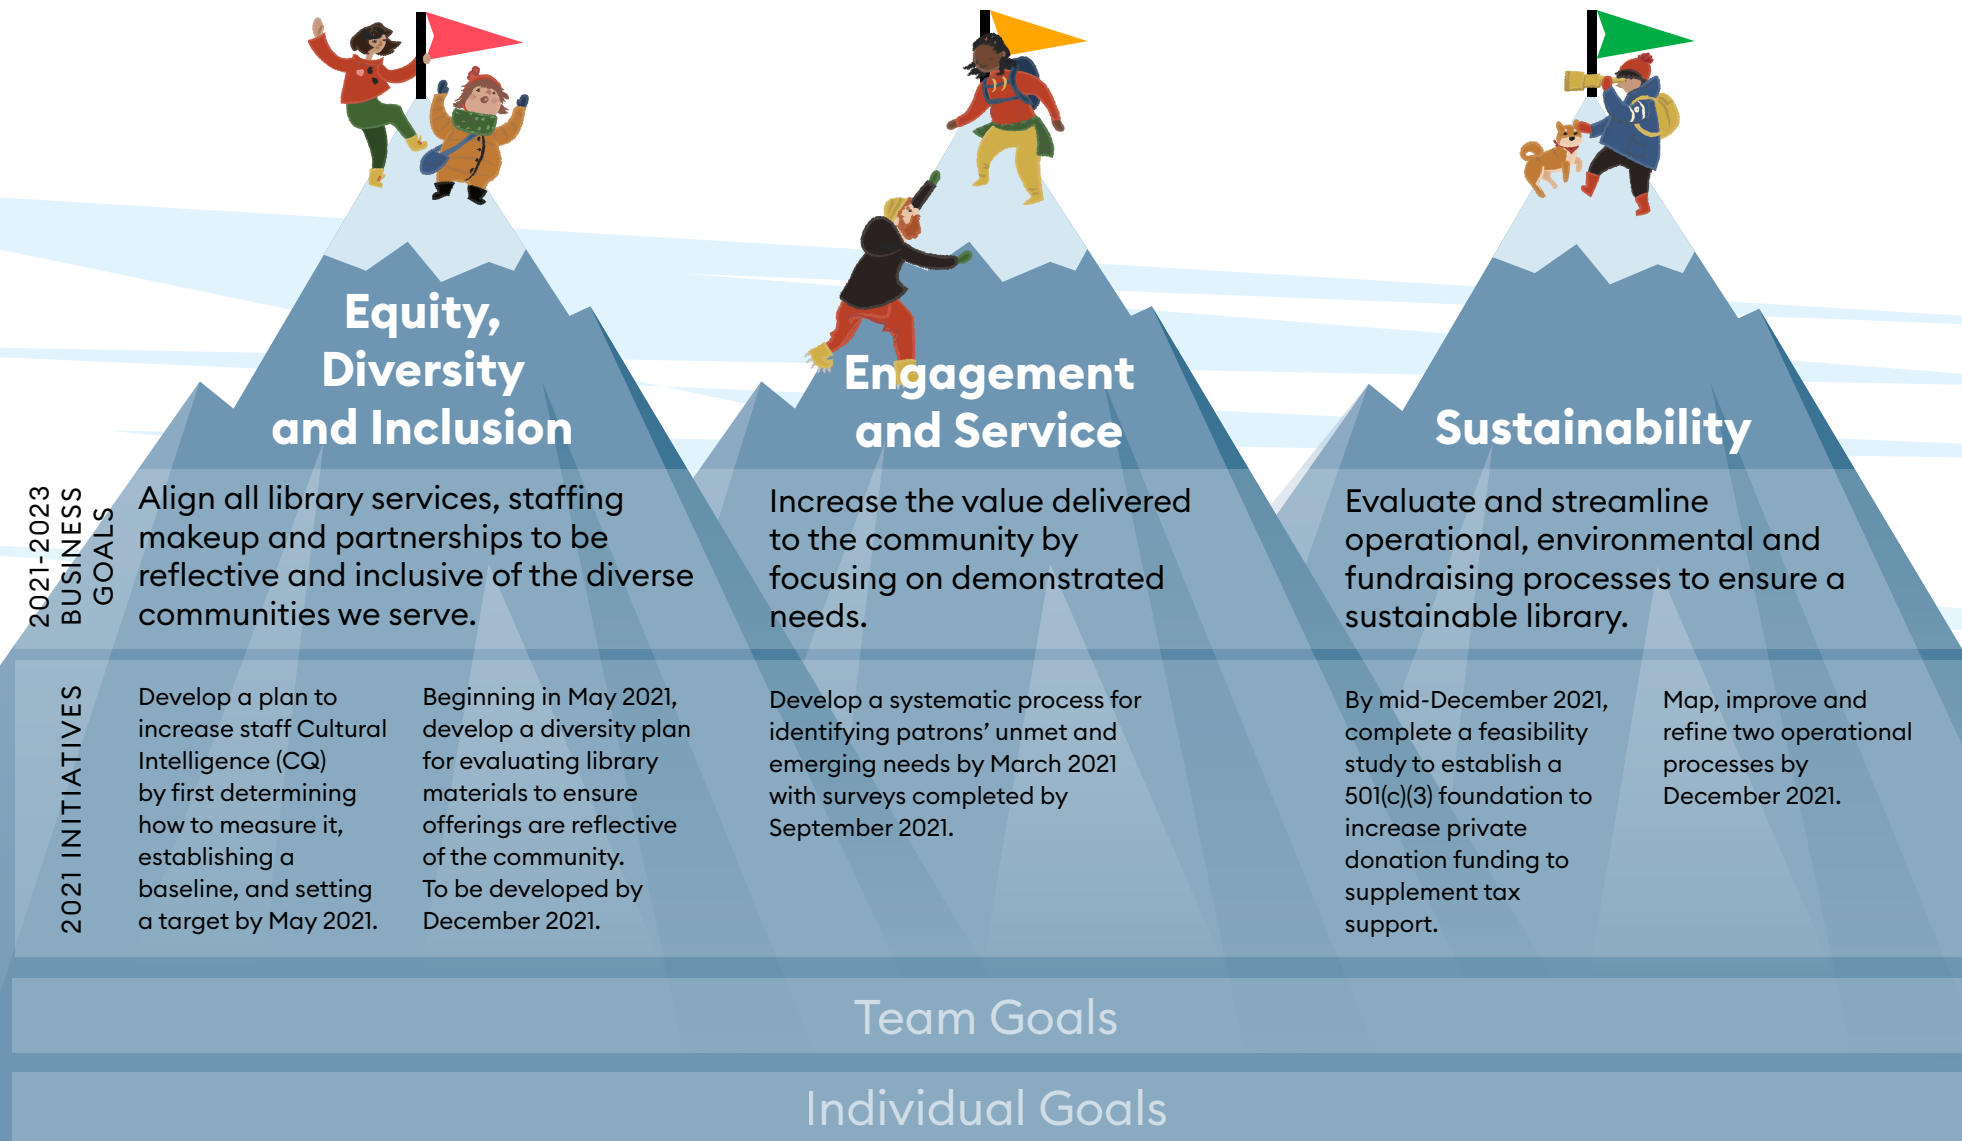 Equity,
Diversity
and Inclusion
Engagement
and Service
Sustainability
2021-2023
BUSINESS
GOALS
Align all library services, staffing
makeup and partnerships to be
reflective and inclusive of the diverse
communities we serve.
Increase the value delivered
to the community by
focusing on demonstrated
needs.
Evaluate and streamline
operational, environmental and
fundraising processes to ensure a
sustainable library.
2021 INITIATIVES
Develop a plan to
increase staff Cultural
Intelligence (CQ)
by first determining
how to measure it,
establishing a
baseline, and setting
a target by May 2021.
Beginning in May 2021,
develop a diversity plan
for evaluating library
materials to ensure
offerings are reflective
of the community.
To be developed by
December 2021.
Develop a systematic process for
identifying patrons’ unmet and
emerging needs by March 2021
with surveys completed by
September 2021.
By mid-December 2021,
complete a feasibility
study to establish a
501(c)(3) foundation to
increase private
donation funding to
supplement tax
support.
Map, improve and
refine two operational
processes by
December 2021.
Team Goals
Individual Goals